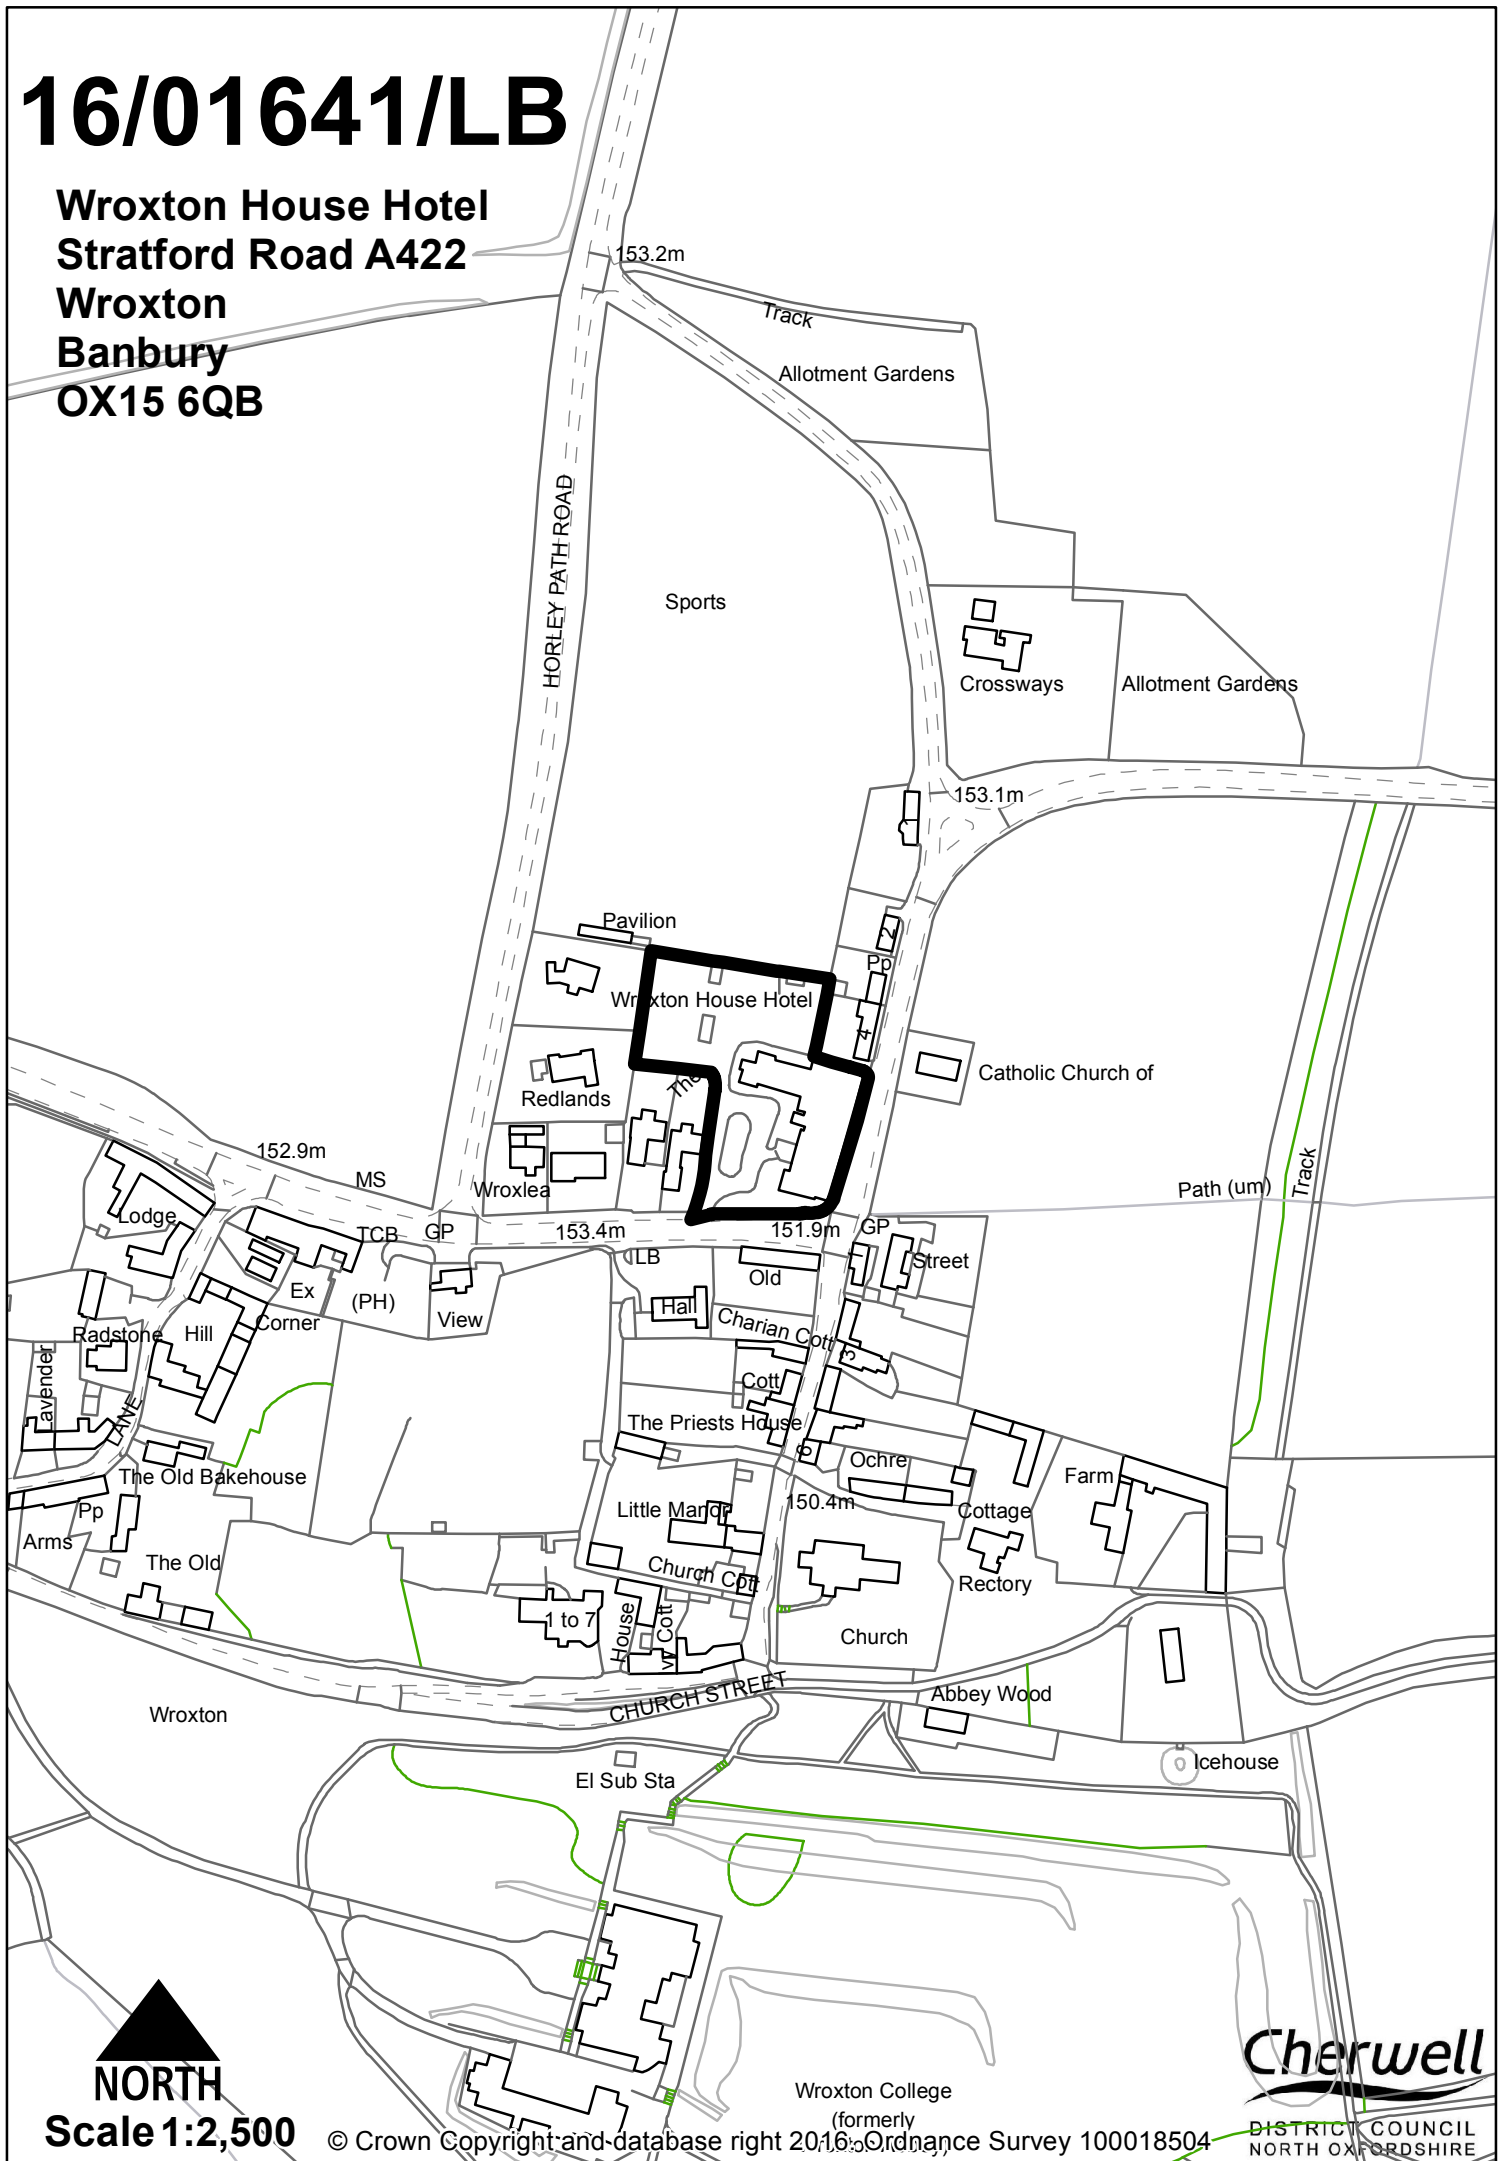 16/01641/LB
Wroxton House Hotel
Stratford Road A422
Wroxton
Banbury
OX15 6QB
153.2m
Track
Allotment Gardens
HORLEY PATH ROAD
Sports
Crossways
Allotment Gardens
153.1m
1
Pavilion
2
Pp
Wroxton House Hotel
4
Catholic Church of
The
Redlands
152.9m
MS
Wroxlea
Path (um)
Track
Lodge
TCB
GP
153.4m
151.9m
GP
LB
Street
Old
Ex
(PH)
View
Hall
Corner
Radstone
Hill
Charian Cott
3
Lavender
Cott
LANE
The Priests House
6
Ochre
The Old Bakehouse
Farm
Pp
Little Manor
150.4m
Cottage
Arms
The Old
Church Cott
Rectory
1 to 7
House
Cott
Church
CHURCH STREET
Abbey Wood
Wroxton
Icehouse
El Sub Sta
NORTH
Scale 1:2,500
Wroxton College
(formerly
© Crown Copyright and database right 2016. Ordnance Survey 100018504
Cherwell
DISTRICT COUNCIL
NORTH OXFORDSHIRE